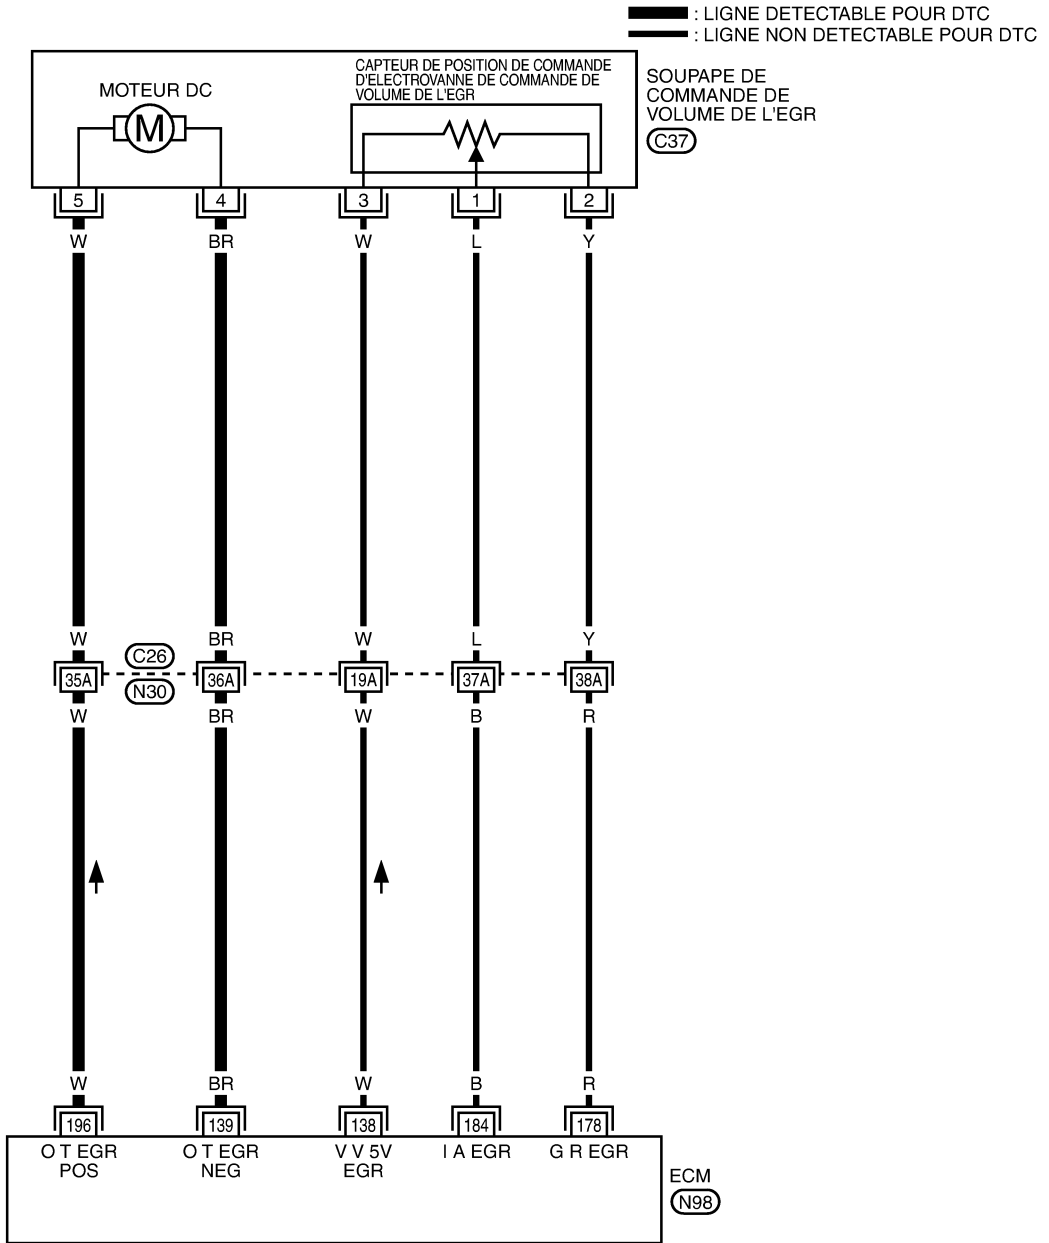 : LIGNE DETECTABLE POUR DTC
: LIGNE NON DETECTABLE POUR DTC
CAPTEUR DE POSITION DE COMMANDE
D'ELECTROVANNE DE COMMANDE DE
VOLUME DE L'EGR
MOTEUR DC
M
SOUPAPE DE
COMMANDE DE
VOLUME DE L'EGR
C37
5 4 3 1 2
W BR W L Y
W BR W L Y
C26
35A 36A 19A 37A 38A
N30
W BR W B R
W BR W B R
196 139 138 184 178
O T EGR POS
O T EGR NEG
V V 5V EGR
I A EGR
G R EGR
ECM
N98